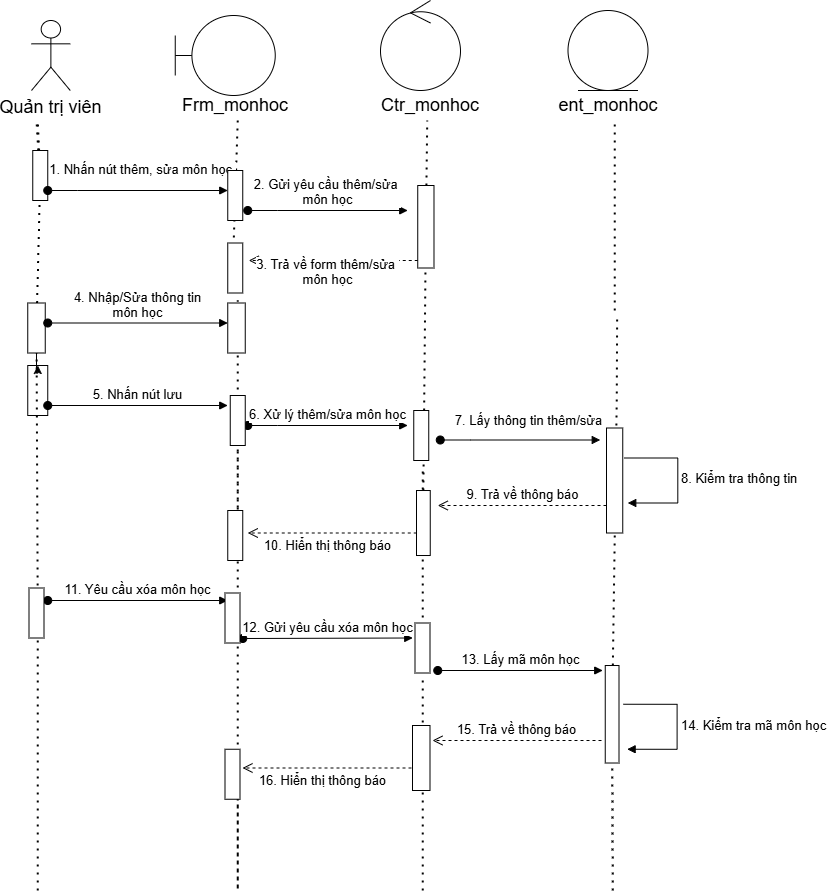 Quản trị viên
Frm_monhoc
Ctr_monhoc
ent_monhoc
1. Nhấn nút thêm, sửa môn học
2. Gửi yêu cầu thêm/sửa
môn học
3. Trả về form thêm/sửa
môn học
4. Nhập/Sửa thông tin
môn học
5. Nhấn nút lưu
6. Xử lý thêm/sửa môn học
7. Lấy thông tin thêm/sửa
8. Kiểm tra thông tin
9. Trả về thông báo
10. Hiển thị thông báo
11. Yêu cầu xóa môn học
12. Gửi yêu cầu xóa môn học
13. Lấy mã môn học
14. Kiểm tra mã môn học
15. Trả về thông báo
16. Hiển thị thông báo